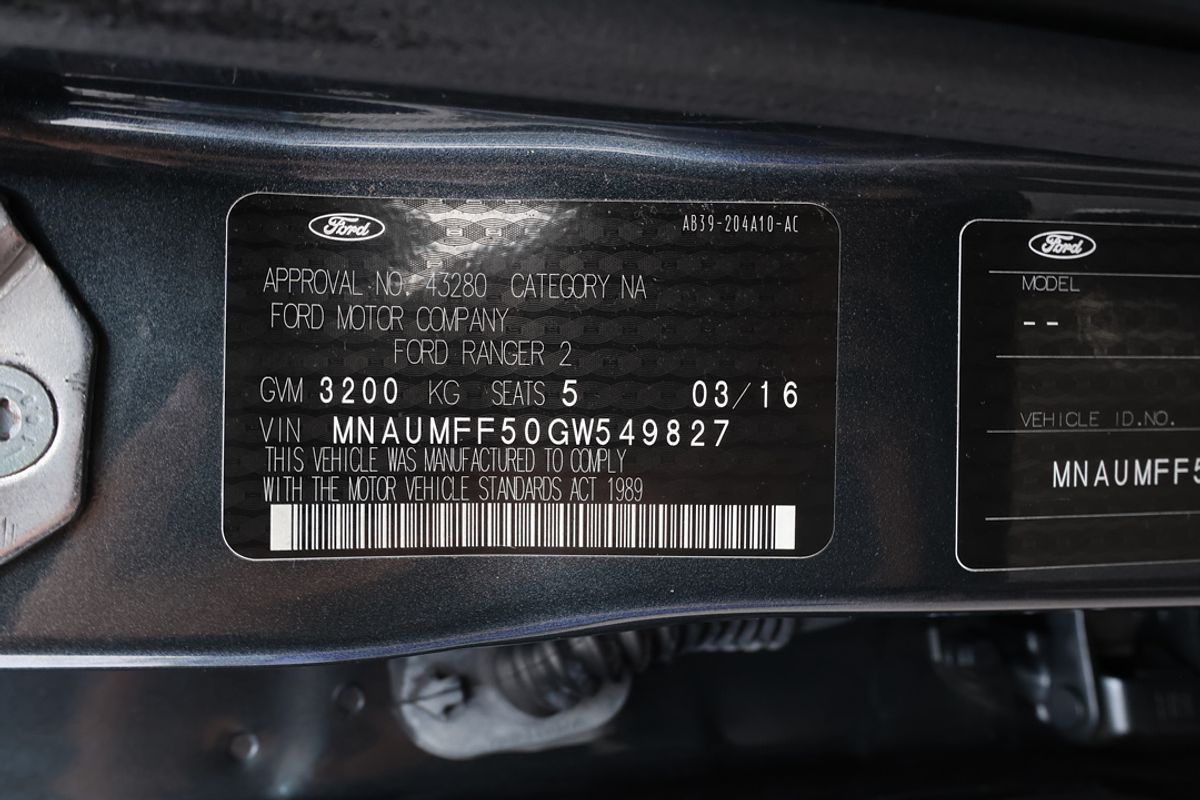 Ford
AB39-204A10-AC
APPROVAL NO. 43280 CATEGORY NA
FORD MOTOR COMPANY
FORD RANGER 2
GVM 3200 KG SEATS 5 03/16
VIN MNAUMFF50GW549827
THIS VEHICLE WAS MANUFACTURED TO COMPLY
WITH THE MOTOR VEHICLE STANDARDS ACT 1989
Ford
MODEL
--
VEHICLE ID.NO.
MNAUMFF5